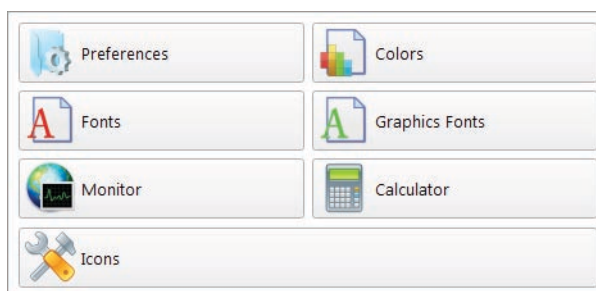 Preferences
Colors
Fonts
Graphics Fonts
Monitor
Calculator
Icons